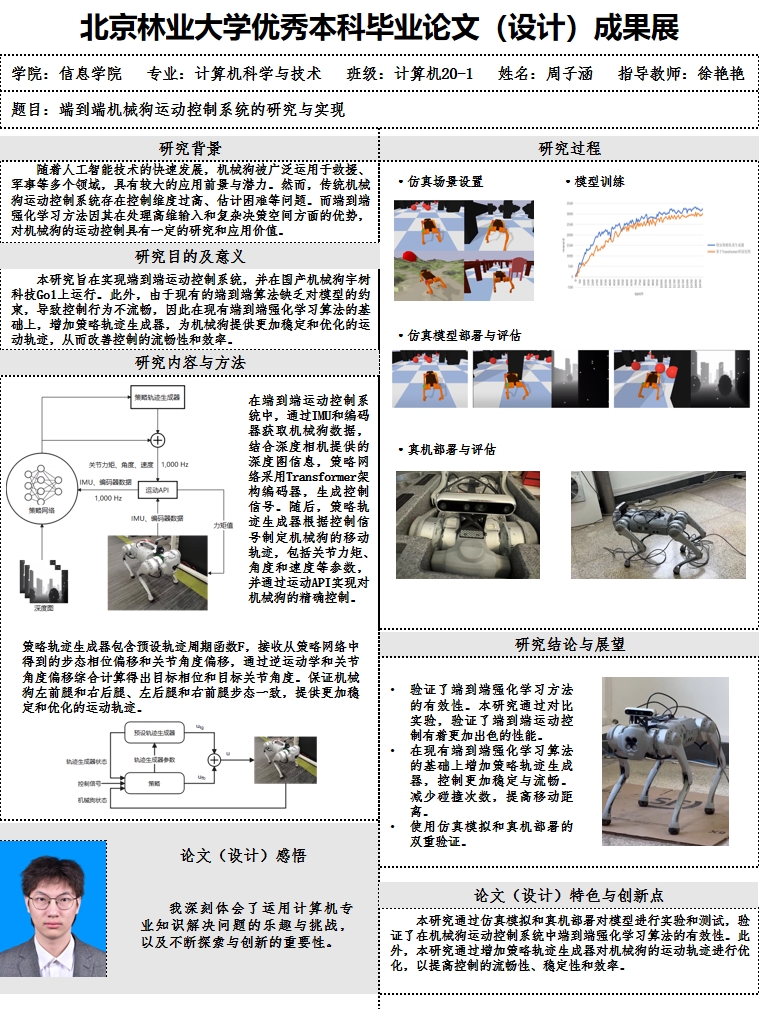 北京林业大学优秀本科毕业论文（设计）成果展
学院：信息学院 专业：计算机科学与技术 班级：计算机20-1 姓名：周子涵 指导教师：徐艳艳
题目：端到端机械狗运动控制系统的研究与实现
研究背景
随着人工智能技术的快速发展，机械狗被广泛运用于救援、
军事等多个领域，具有较大的应用前景与潜力。然而，传统机械
狗运动控制系统存在控制维度过高、估计困难等问题。而端到端
强化学习方法因其在处理高维输入和复杂决策空间方面的优势，
对机械狗的运动控制具有一定的研究和应用价值。
研究目的及意义
本研究旨在实现端到端运动控制系统，并在国产机械狗宇树
科技Go1上运行。此外，由于现有的端到端算法缺乏对模型的约
束，导致控制行为不流畅，因此在现有端到端强化学习算法的基
础上，增加策略轨迹生成器，为机械狗提供更加稳定和优化的运
动轨迹，从而改善控制的流畅性和效率。
研究内容与方法
策略轨迹生成器
关节力矩、角度、速度
1,000 Hz
IMU、编码器数据
1,000 Hz
运动API
策略网络
IMU、编码器数据
力矩值
深度图
在端到端运动控制系
统中，通过IMU和编码
器获取机械狗数据，
结合深度相机提供的
深度图信息，策略网
络采用Transformer架
构编码器，生成控制
信号。随后，策略轨
迹生成器根据控制信
号制定机械狗的移动
轨迹，包括关节力矩、
角度和速度等参数，
并通过运动API实现对
机械狗的精确控制。
策略轨迹生成器包含预设轨迹周期函数F，接收从策略网络中
得到的步态相位偏移和关节角度偏移，通过逆运动学和关节
角度偏移综合计算得出目标相位和目标关节角度。保证机械
狗左前腿和右后腿、左后腿和右前腿步态一致，提供更加稳
定和优化的运动轨迹。
预设轨迹生成器
轨迹生成器状态
轨迹生成器参数
u
控制信号
策略
机械狗状态
论文（设计）感悟
我深刻体会了运用计算机专
业知识解决问题的乐趣与挑战，
以及不断探索与创新的重要性。
研究过程
•仿真场景设置
•模型训练
•仿真模型部署与评估
•真机部署与评估
研究结论与展望
• 验证了端到端强化学习方法
的有效性。本研究通过对比
实验，验证了端到端运动控
制有着更加出色的性能。
• 在现有端到端强化学习算法
的基础上增加策略轨迹生成
器，控制更加稳定与流畅。
减少碰撞次数，提高移动距
离。
• 使用仿真模拟和真机部署的
双重验证。
论文（设计）特色与创新点
本研究通过仿真模拟和真机部署对模型进行实验和测试，验
证了在机械狗运动控制系统中端到端强化学习算法的有效性。此
外，本研究通过增加策略轨迹生成器对机械狗的运动轨迹进行优
化，以提高控制的流畅性、稳定性和效率。